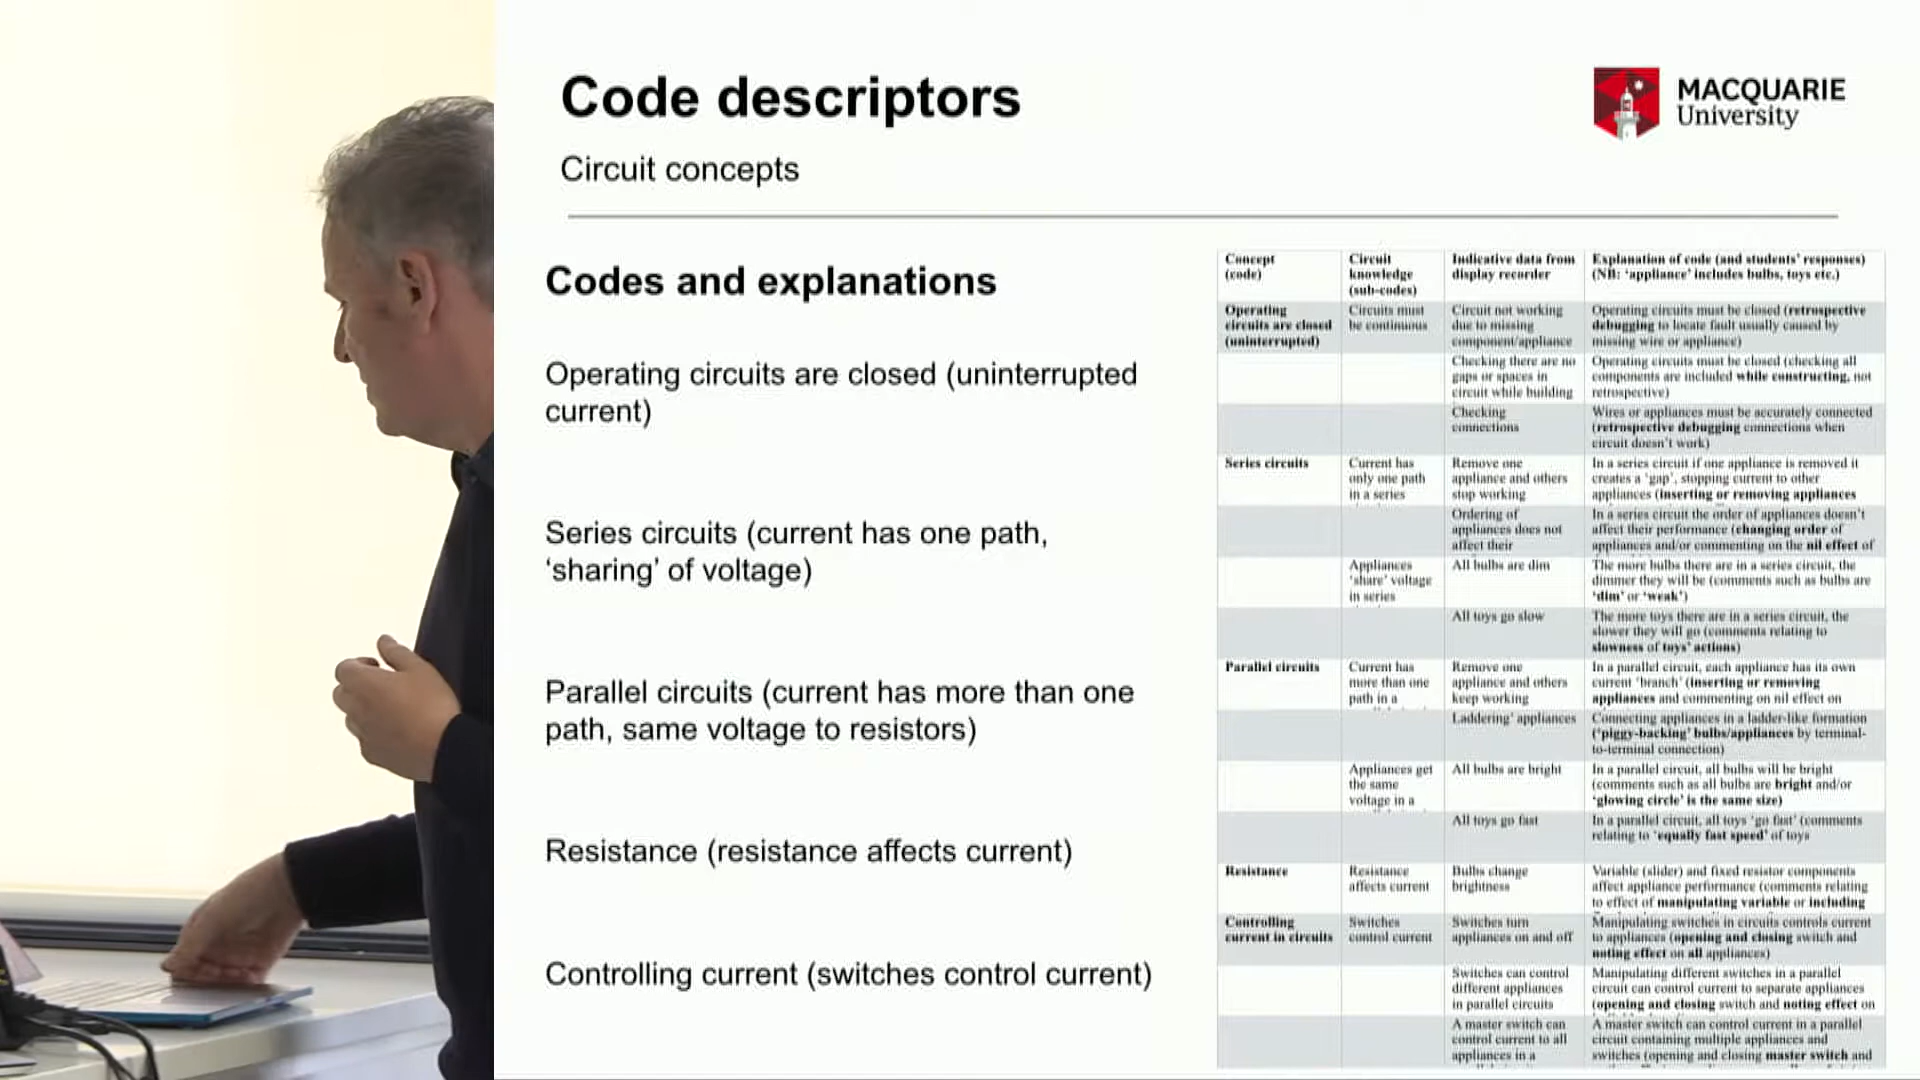 Code descriptors
MACQUARIE
University
Circuit concepts
Codes and explanations
Operating circuits are closed (uninterrupted
current)
Series circuits (current has one path,
‘sharing’ of voltage)
Parallel circuits (current has more than one
path, same voltage to resistors)
Resistance (resistance affects current)
Controlling current (switches control current)
Concept
(code)
Circuit
knowledge
(sub-codes)
Indicative data from
display recorder
Explanation of code (and students’ responses)
(NB: ‘appliance’ includes bulbs, toys etc.)
Operating
circuits are closed
(uninterrupted)
Circuits must
be continuous
Circuit not working
due to missing
component/appliance
Operating circuits must be closed (retrospective
debugging to locate fault usually caused by
missing wire or appliance)
Checking there are no
gaps or spaces in
circuit while building
Operating circuits must be closed (checking all
components are included while constructing, not
retrospective)
Checking
connections
Wires or appliances must be accurately connected
(retrospective debugging connections when
circuit doesn’t work)
Series circuits
Current has
only one path
in a series
Remove one
appliance and others
stop working
In a series circuit if one appliance is removed it
creates a ‘gap’, stopping current to other
appliances (inserting or removing appliances
Ordering of
appliances does not
affect their
In a series circuit the order of appliances doesn’t
affect their performance (changing order of
appliances and/or commenting on the nil effect of
Appliances
‘share’ voltage
in series
All bulbs are dim
The more bulbs there are in a series circuit, the
dimmer they will be (comments such as bulbs are
‘dim’ or ‘weak’)
All toys go slow
The more toys there are in a series circuit, the
slower they will go (comments relating to
slowness of toys’ actions)
Parallel circuits
Current has
more than one
path in a
Remove one
appliance and others
keep working
In a parallel circuit, each appliance has its own
current ‘branch’ (inserting or removing
appliances and commenting on nil effect on
Laddering’ appliances
Connecting appliances in a ladder-like formation
(‘piggy-backing’ bulbs/appliances by terminal-
to-terminal connection)
Appliances get
the same
voltage in a
All bulbs are bright
In a parallel circuit, all bulbs will be bright
(comments such as all bulbs are bright and/or
‘glowing circle’ is the same size)
All toys go fast
In a parallel circuit, all toys ‘go fast’ (comments
relating to ‘equally fast speed’ of toys
Resistance
Resistance
affects current
Bulbs change
brightness
Variable (slider) and fixed resistor components
affect appliance performance (comments relating
to effect of manipulating variable or including
Controlling
current in circuits
Switches
control current
Switches turn
appliances on and off
Manipulating switches in circuits controls current
to appliances (opening and closing switch and
noting effect on all appliances)
Switches can control
different appliances
in parallel circuits
Manipulating different switches in a parallel
circuit can control current to separate appliances
(opening and closing switch and noting effect on
A master switch can
control current to all
appliances in a
A master switch can control current in a parallel
circuit containing multiple appliances and
switches (opening and closing master switch and